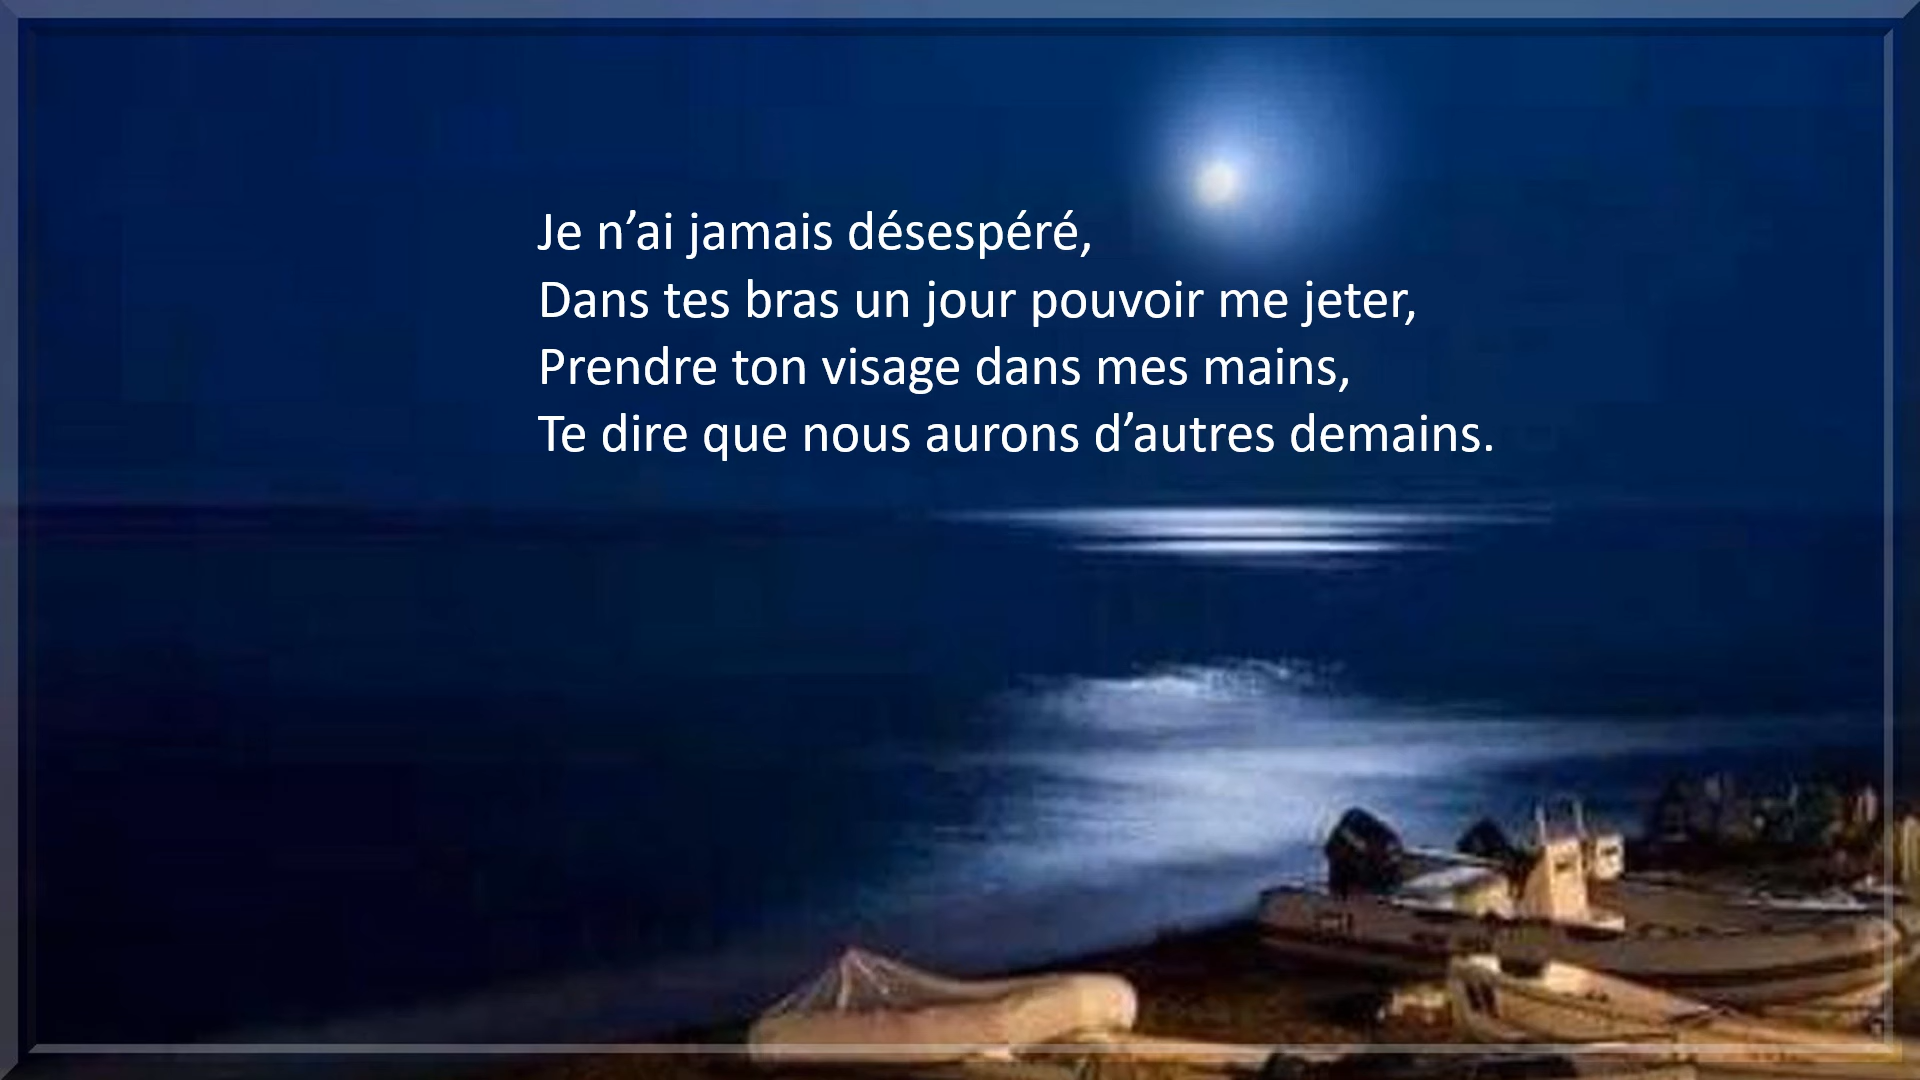 Je n’ai jamais désespéré,
Dans tes bras un jour pouvoir me jeter,
Prendre ton visage dans mes mains,
Te dire que nous aurons d’autres demains.